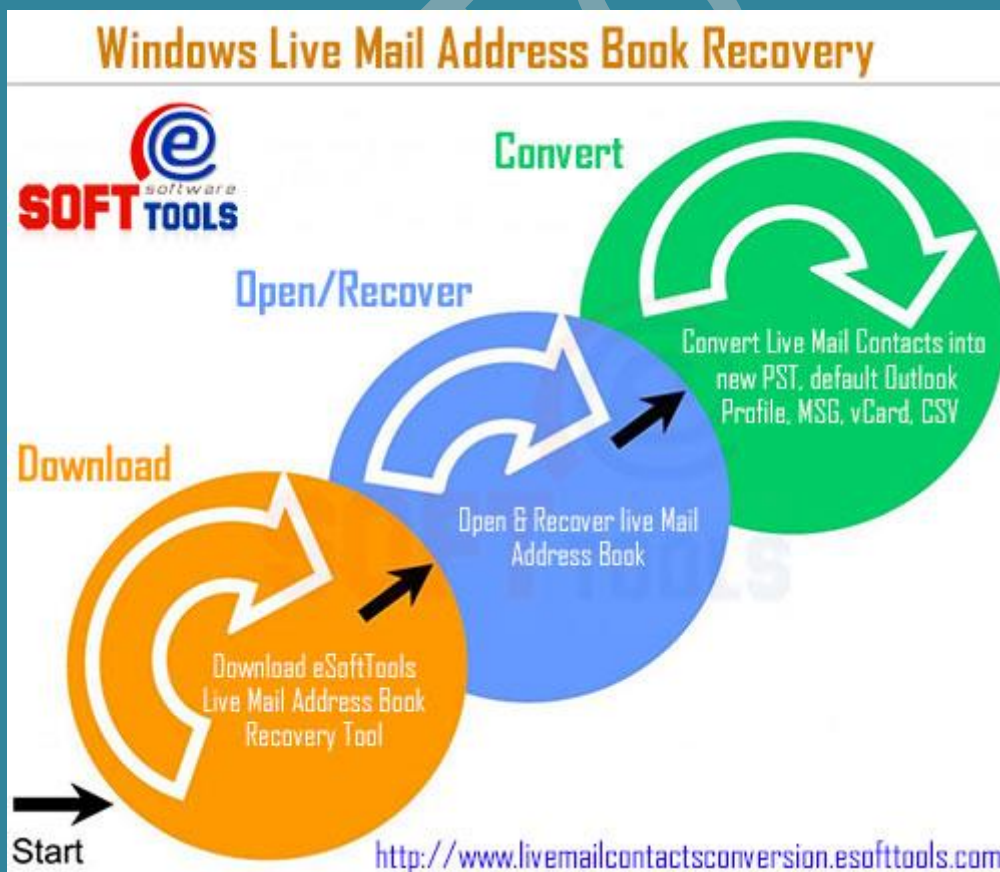 Windows Live Mail Address Book Recovery
e
software
SOFT TOOLS
Convert
Convert Live Mail Contacts into
new PST, default Outlook
Profile, MSG, vCard, CSV
Open/Recover
Open & Recover live Mail
Address Book
Download
Download eSoftTools
Live Mail Address Book
Recovery Tool
Start
http://www.livemailcontactsconversion.esofttools.com
SOFT TOOLS